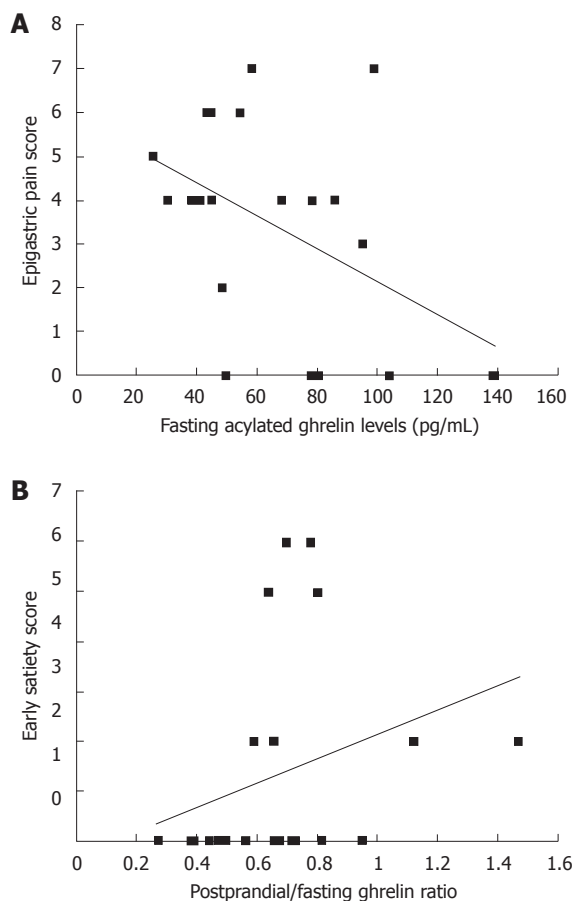 A
8
7
6
5
4
3
2
1
0
Epigastric pain score
0 20 40 60 80 100 120 140 160
Fasting acylated ghrelin levels (pg/mL)
B
7
6
5
4
3
2
1
0
Early satiety score
0 0.2 0.4 0.6 0.8 1 1.2 1.4 1.6
Postprandial/fasting ghrelin ratio